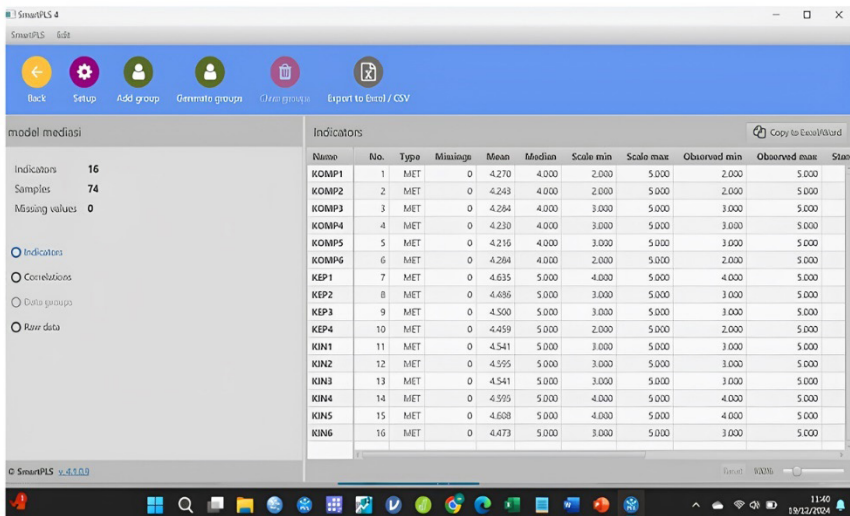 SmartPLS 4
SmartPLS Edit
Back Setup Add group Generate groups Clear groups Export to Excel / CSV
model mediasi
Indicators 16
Samples 74
Missing values 0
Indicators
Correlations
Data groups
Raw data
Indicators Copy to Excel/Word
Name No. Type Missings Mean Median Scale min Scale max Observed min Observed max
KOMP1 1 MET 0 4.270 4.000 2.000 5.000 2.000 5.000
KOMP2 2 MET 0 4.243 4.000 2.000 5.000 2.000 5.000
KOMP3 3 MET 0 4.284 4.000 3.000 5.000 3.000 5.000
KOMP4 4 MET 0 4.230 4.000 3.000 5.000 3.000 5.000
KOMP5 5 MET 0 4.216 4.000 3.000 5.000 3.000 5.000
KOMP6 6 MET 0 4.284 4.000 2.000 5.000 2.000 5.000
KEP1 7 MET 0 4.635 5.000 4.000 5.000 4.000 5.000
KEP2 8 MET 0 4.486 5.000 3.000 5.000 3.000 5.000
KEP3 9 MET 0 4.500 5.000 3.000 5.000 3.000 5.000
KEP4 10 MET 0 4.459 5.000 2.000 5.000 2.000 5.000
KIN1 11 MET 0 4.541 5.000 3.000 5.000 3.000 5.000
KIN2 12 MET 0 4.595 5.000 3.000 5.000 3.000 5.000
KIN3 13 MET 0 4.541 5.000 3.000 5.000 3.000 5.000
KIN4 14 MET 0 4.595 5.000 4.000 5.000 4.000 5.000
KIN5 15 MET 0 4.608 5.000 4.000 5.000 4.000 5.000
KIN6 16 MET 0 4.473 5.000 3.000 5.000 3.000 5.000
© SmartPLS v. 4.1.0.9
11:40
19/12/2024